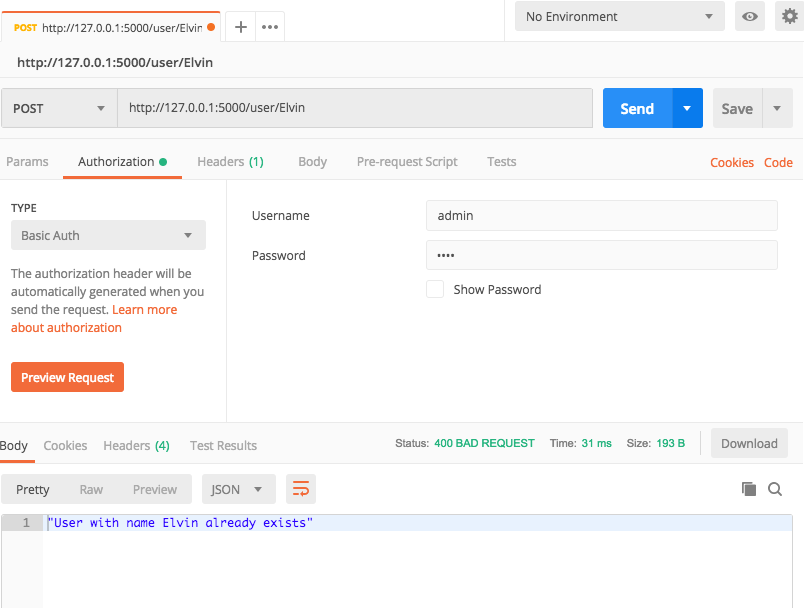 POST http://127.0.0.1:5000/user/Elvin
No Environment
http://127.0.0.1:5000/user/Elvin
POST http://127.0.0.1:5000/user/Elvin Send Save
Params Authorization Headers (1) Body Pre-request Script Tests Cookies Code
TYPE
Basic Auth
The authorization header will be
automatically generated when you
send the request. Learn more
about authorization
Preview Request
Username admin
Password ••••
Show Password
Body Cookies Headers (4) Test Results Status: 400 BAD REQUEST Time: 31 ms Size: 193 B Download
Pretty Raw Preview JSON
1 "User with name Elvin already exists"